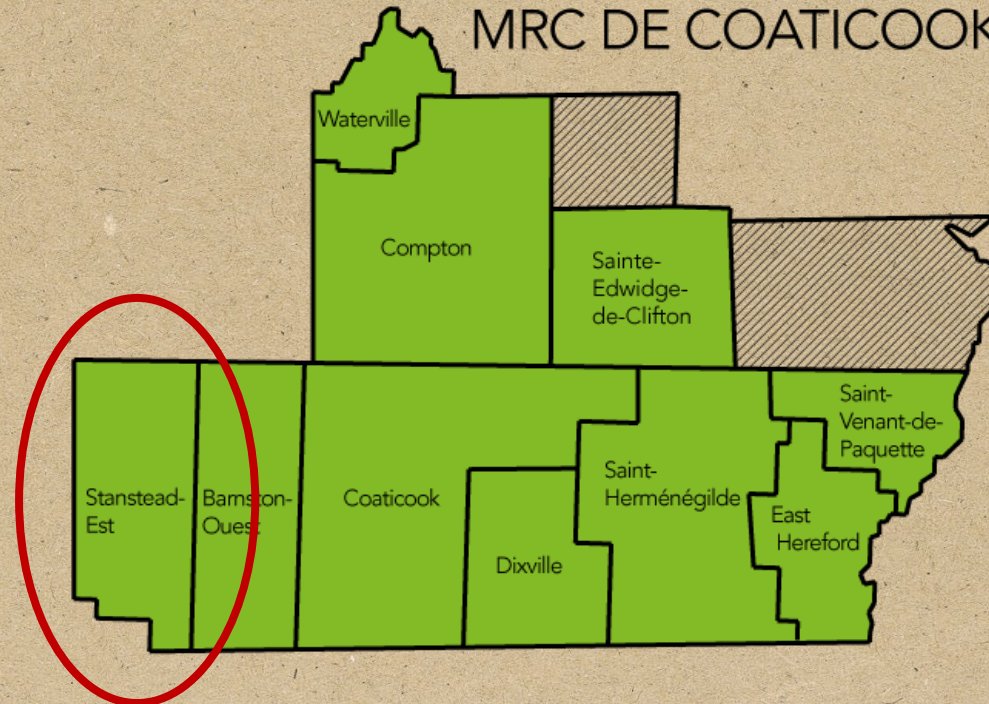 MRC DE COATICOOK
Waterville
Compton
Sainte-
Edwidge-
de-Clifton
Saint-
Venant-de-
Paquette
Stanstead-
Est
Barnston-
Ouest
Coaticook
Saint-
Herménégilde
East
Hereford
Dixville